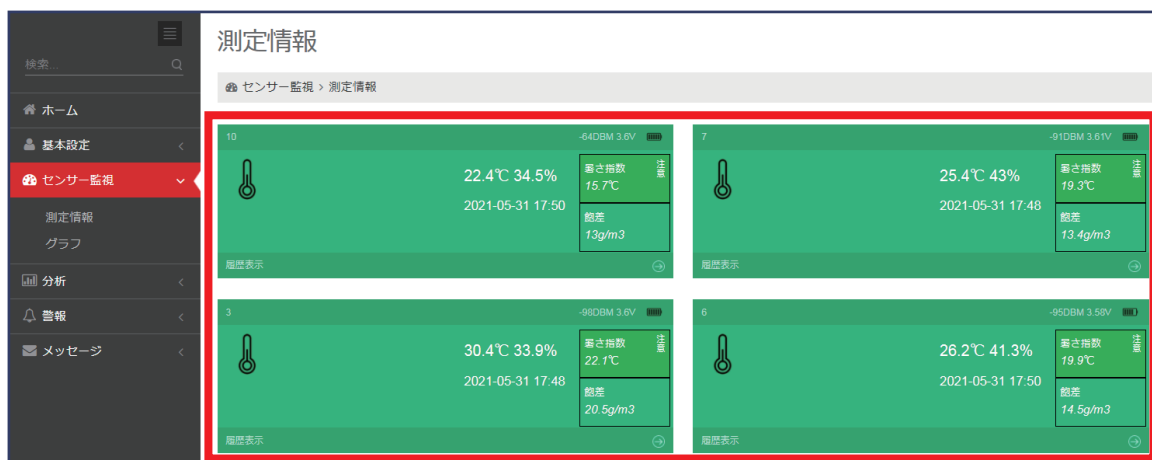 測定情報
検索...
センサー監視 > 測定情報
ホーム
基本設定
センサー監視
測定情報
グラフ
分析
警報
メッセージ
10 -64DBM 3.6V
22.4℃ 34.5%
2021-05-31 17:50
暑さ指数 注意
15.7℃
飽差
13g/m3
履歴表示
7 -91DBM 3.61V
25.4℃ 43%
2021-05-31 17:48
暑さ指数 注意
19.3℃
飽差
13.4g/m3
履歴表示
3 -98DBM 3.6V
30.4℃ 33.9%
2021-05-31 17:48
暑さ指数 注意
22.1℃
飽差
20.5g/m3
履歴表示
6 -95DBM 3.58V
26.2℃ 41.3%
2021-05-31 17:50
暑さ指数 注意
19.9℃
飽差
14.5g/m3
履歴表示